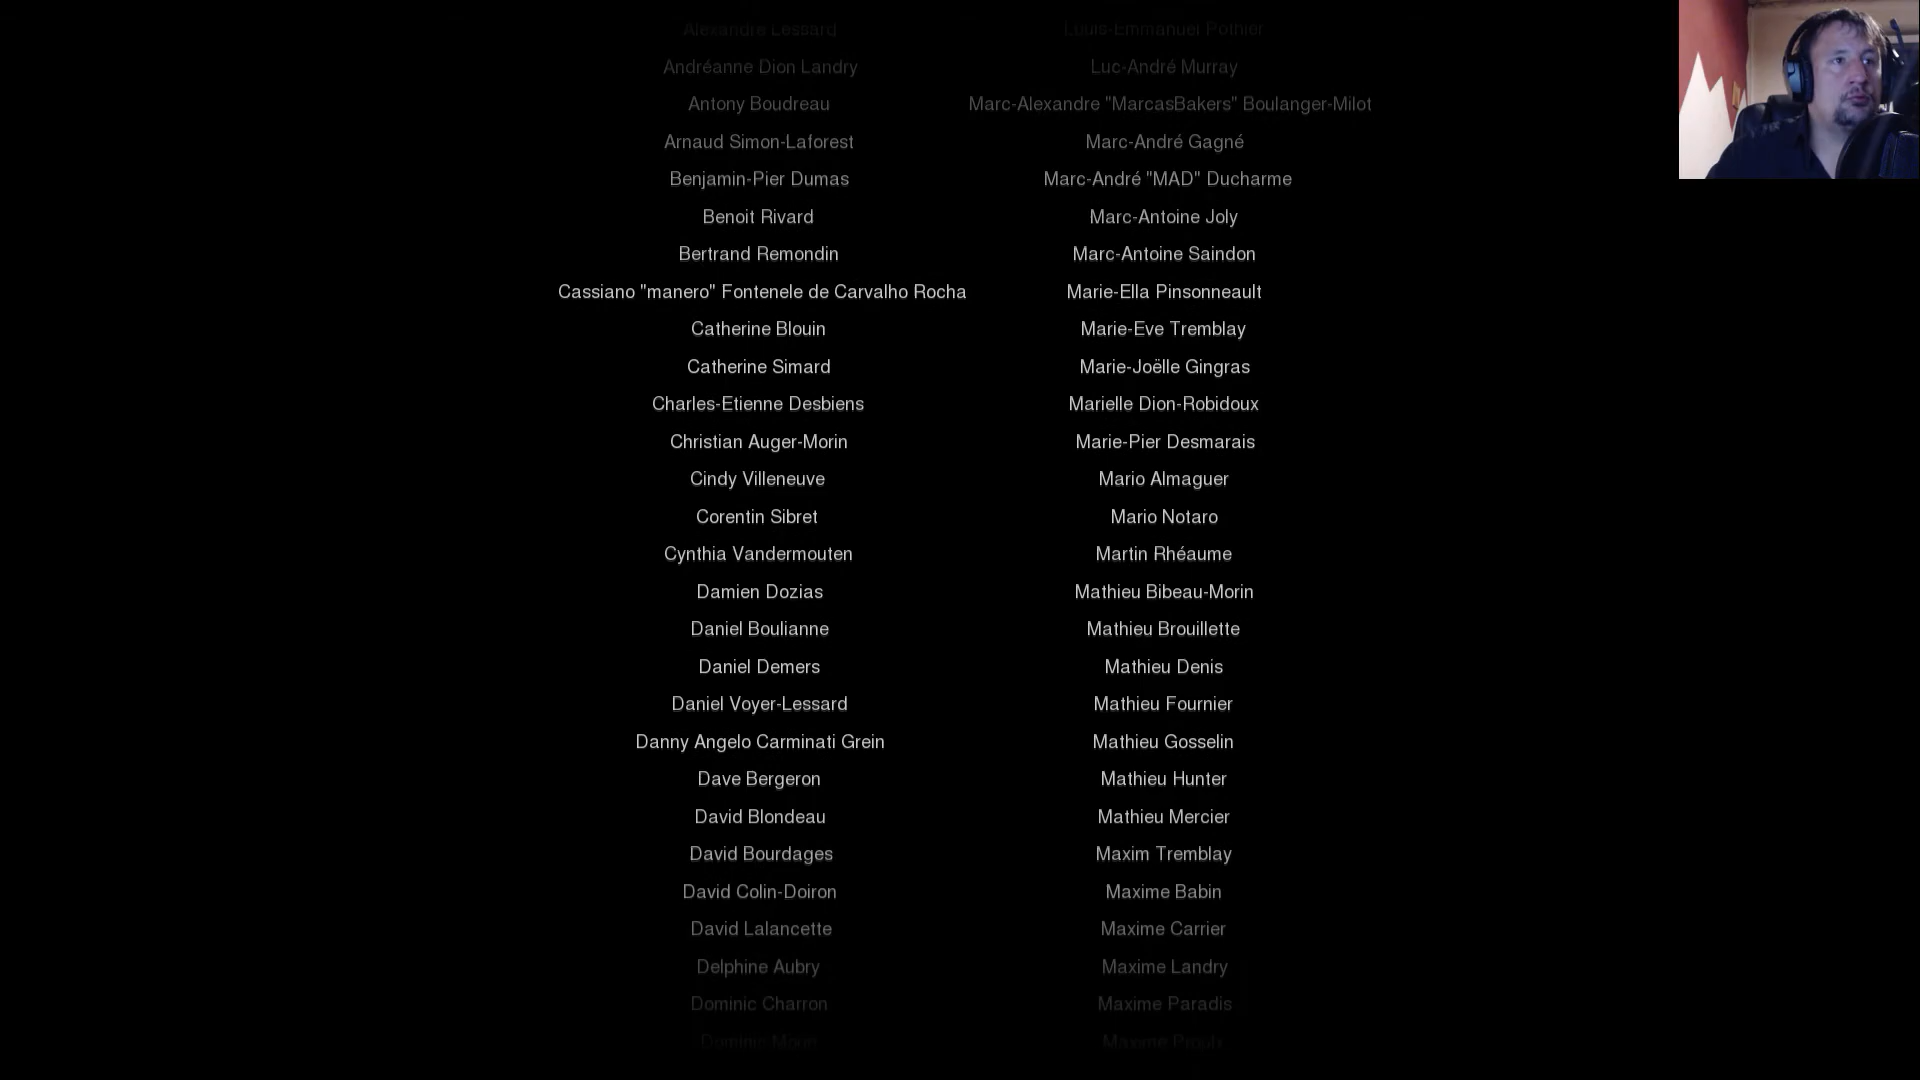 Alexandre Lessard
Andréanne Dion Landry
Antony Boudreau
Arnaud Simon-Laforest
Benjamin-Pier Dumas
Benoit Rivard
Bertrand Remondin
Cassiano "manero" Fontenele de Carvalho Rocha
Catherine Blouin
Catherine Simard
Charles-Etienne Desbiens
Christian Auger-Morin
Cindy Villeneuve
Corentin Sibret
Cynthia Vandermouten
Damien Dozias
Daniel Boulianne
Daniel Demers
Daniel Voyer-Lessard
Danny Angelo Carminati Grein
Dave Bergeron
David Blondeau
David Bourdages
David Colin-Doiron
David Lalancette
Delphine Aubry
Dominic Charron
Dominic
Louis-Emmanuel Pothier
Luc-André Murray
Marc-Alexandre "MarcasBakers" Boulanger-Milot
Marc-André Gagné
Marc-André "MAD" Ducharme
Marc-Antoine Joly
Marc-Antoine Saindon
Marie-Ella Pinsonneault
Marie-Eve Tremblay
Marie-Joëlle Gingras
Marielle Dion-Robidoux
Marie-Pier Desmarais
Mario Almaguer
Mario Notaro
Martin Rhéaume
Mathieu Bibeau-Morin
Mathieu Brouillette
Mathieu Denis
Mathieu Fournier
Mathieu Gosselin
Mathieu Hunter
Mathieu Mercier
Maxim Tremblay
Maxime Babin
Maxime Carrier
Maxime Landry
Maxime Paradis
Maxime Proulx